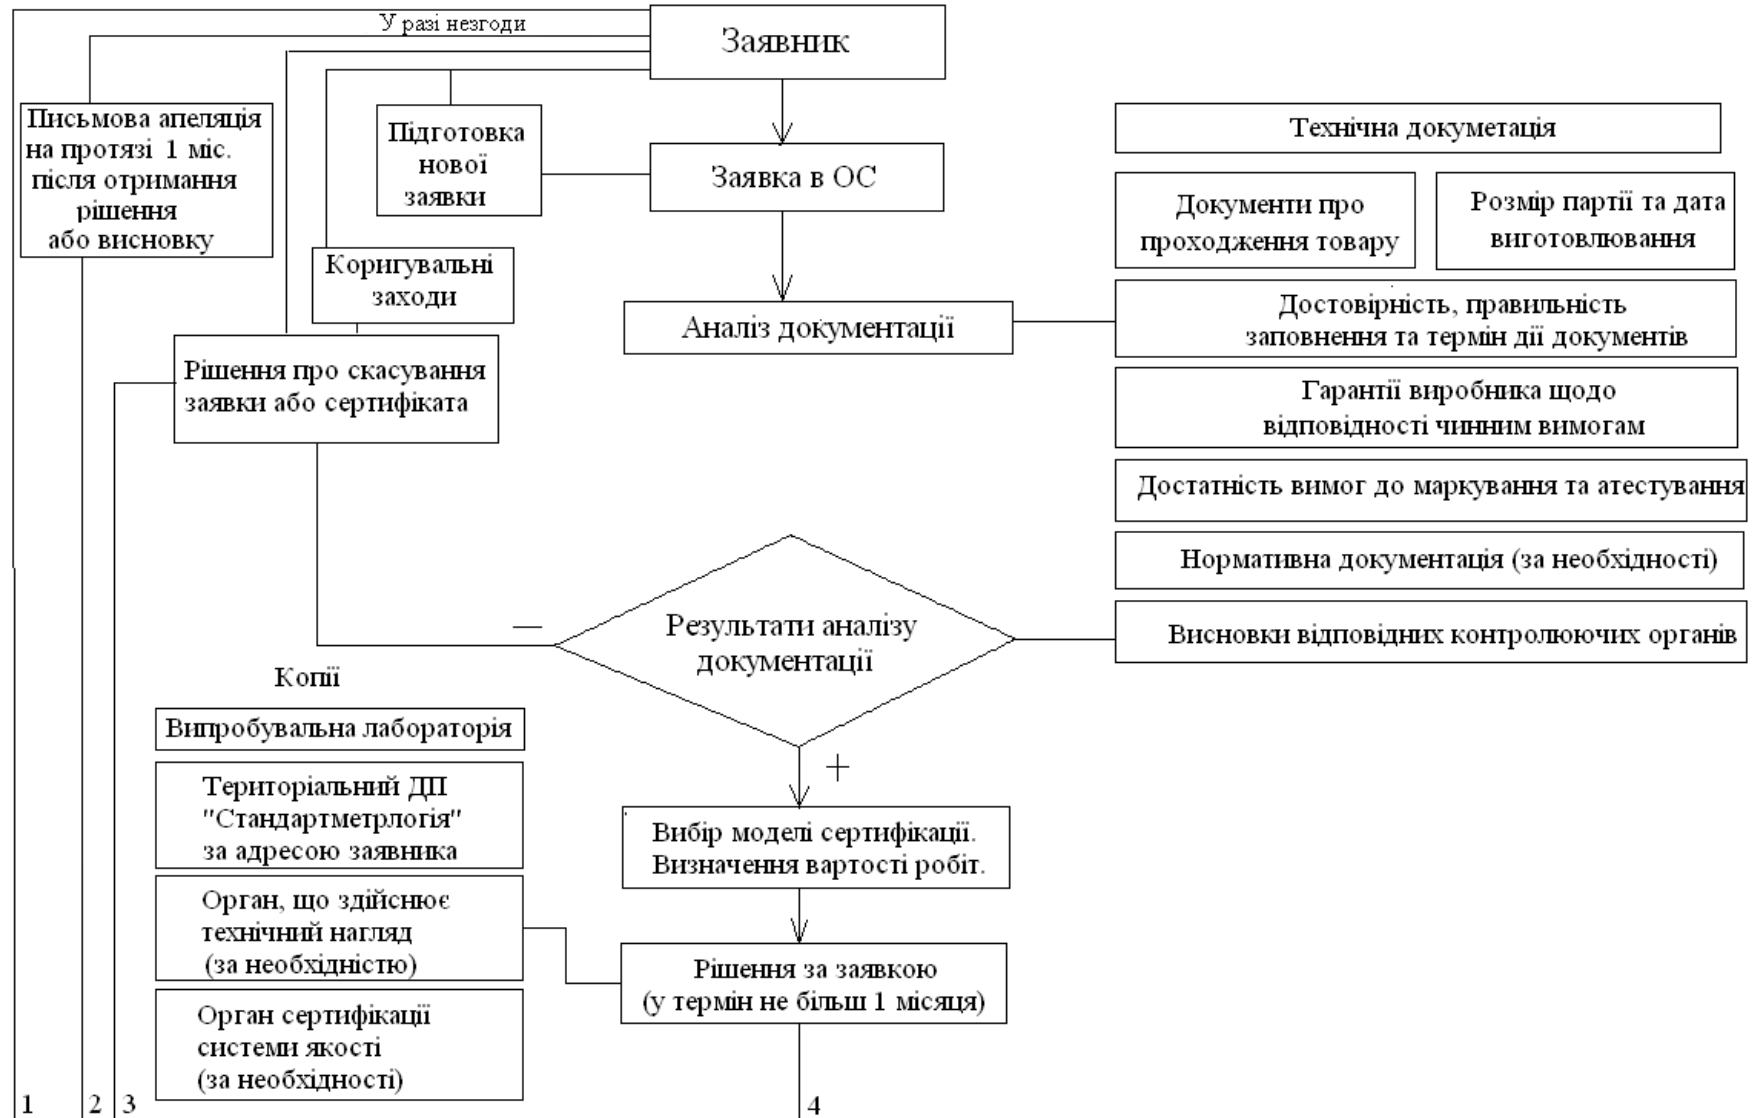 У разі незгоди
Заявник
Письмова апеляція
на протязі 1 міс.
після отримання
рішення
або висновку
Підготовка
нової
заявки
Заявка в ОС
Технічна докуметація
Документи про
проходження товару
Розмір партії та дата
виготовлювання
Коригувальні
заходи
Аналіз документації
Достовірність, правильність
заповнення та термін дії документів
Рішення про скасування
заявки або сертифіката
Гарантії виробника щодо
відповідності чинним вимогам
Достатність вимог до маркування та атестування
Нормативна документація (за необхідності)
Висновки відповідних контролюючих органів
—
Результати аналізу
документації
Копії
Випробувальна лабораторія
+
Територіальний ДП
"Стандартметрлогія"
за адресою заявника
Вибір моделі сертифікації.
Визначення вартості робіт.
Орган, що здійснює
технічний нагляд
(за необхідністю)
Рішення за заявкою
(у термін не більш 1 місяця)
Орган сертифікації
системи якості
(за необхідності)
1
2
3
4